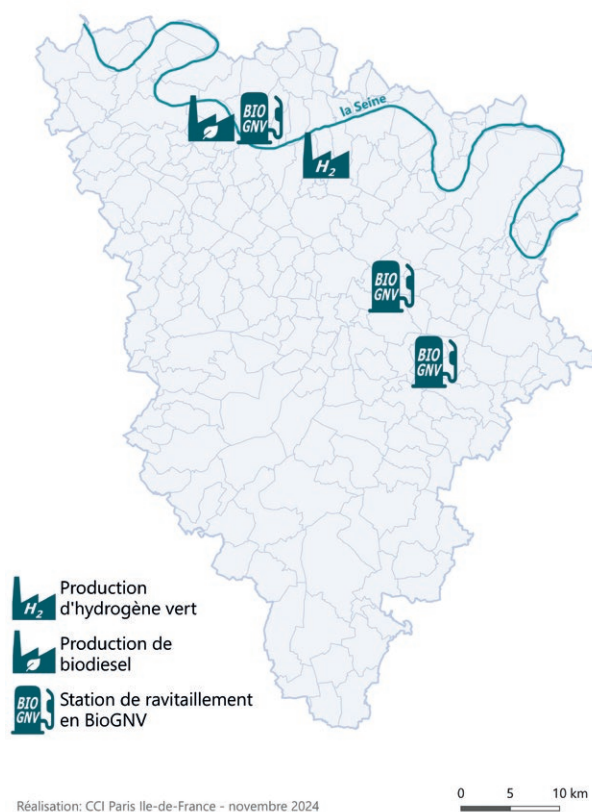 BIO
GNV
la Seine
H₂
BIO
GNV
BIO
GNV
H₂
Production
d'hydrogène vert
Production de
biodiesel
BIO
GNV
Station de ravitaillement
en BioGNV
0 5 10 km
Réalisation: CCI Paris Ile-de-France - novembre 2024